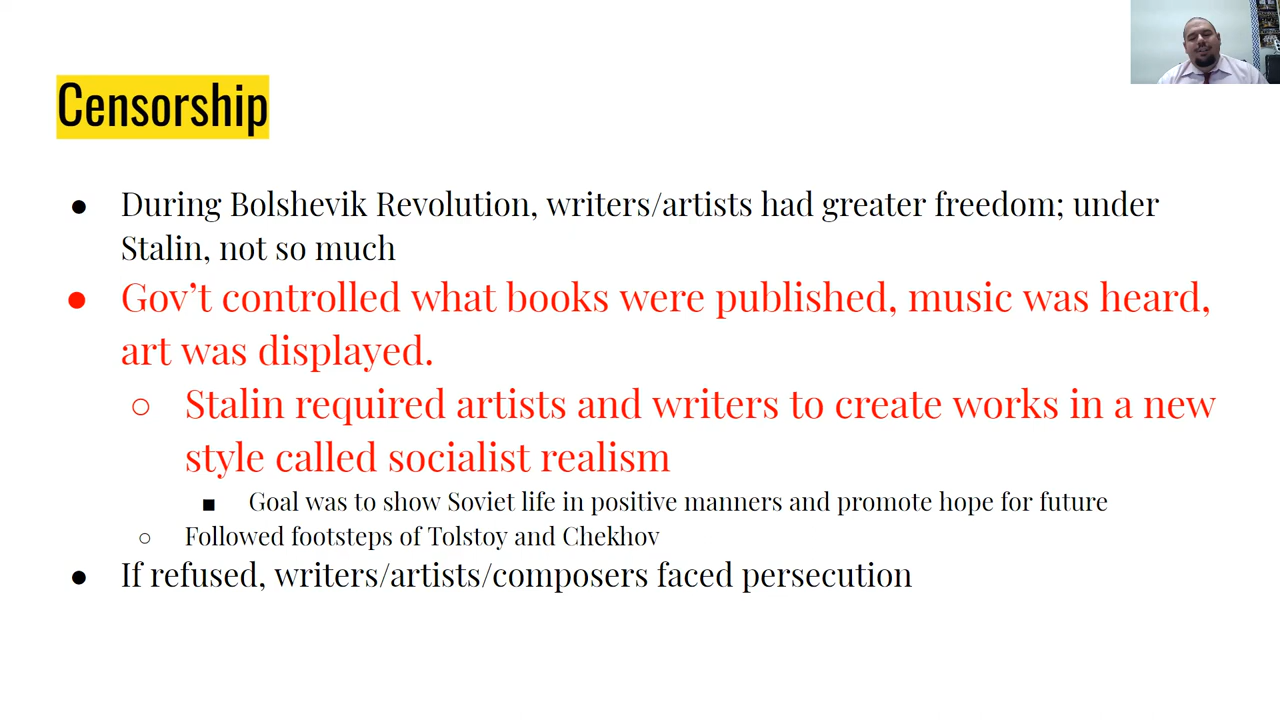 Censorship
● During Bolshevik Revolution, writers/artists had greater freedom; under
Stalin, not so much
● Gov’t controlled what books were published, music was heard,
art was displayed.
○ Stalin required artists and writers to create works in a new
style called socialist realism
■ Goal was to show Soviet life in positive manners and promote hope for future
○ Followed footsteps of Tolstoy and Chekhov
● If refused, writers/artists/composers faced persecution